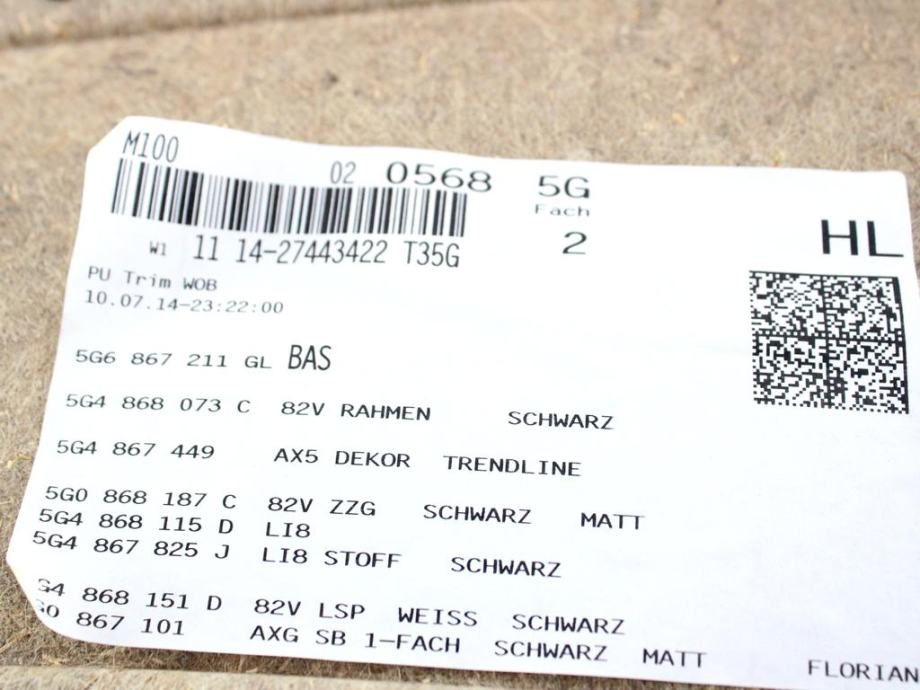 M100
02 0568 5G
Fach
2
HL
W1 11 14-27443422 T35G
PU Trim WOB
10.07.14-23:22:00
5G6 867 211 GL BAS
5G4 868 073 C 82V RAHMEN SCHWARZ
5G4 867 449 AX5 DEKOR TRENDLINE
5G0 868 187 C 82V ZZG SCHWARZ MATT
5G4 868 115 D LI8
5G4 867 825 J LI8 STOFF SCHWARZ
G4 868 151 D 82V LSP WEISS SCHWARZ
G0 867 101 AXG SB 1-FACH SCHWARZ MATT
FLORIAN